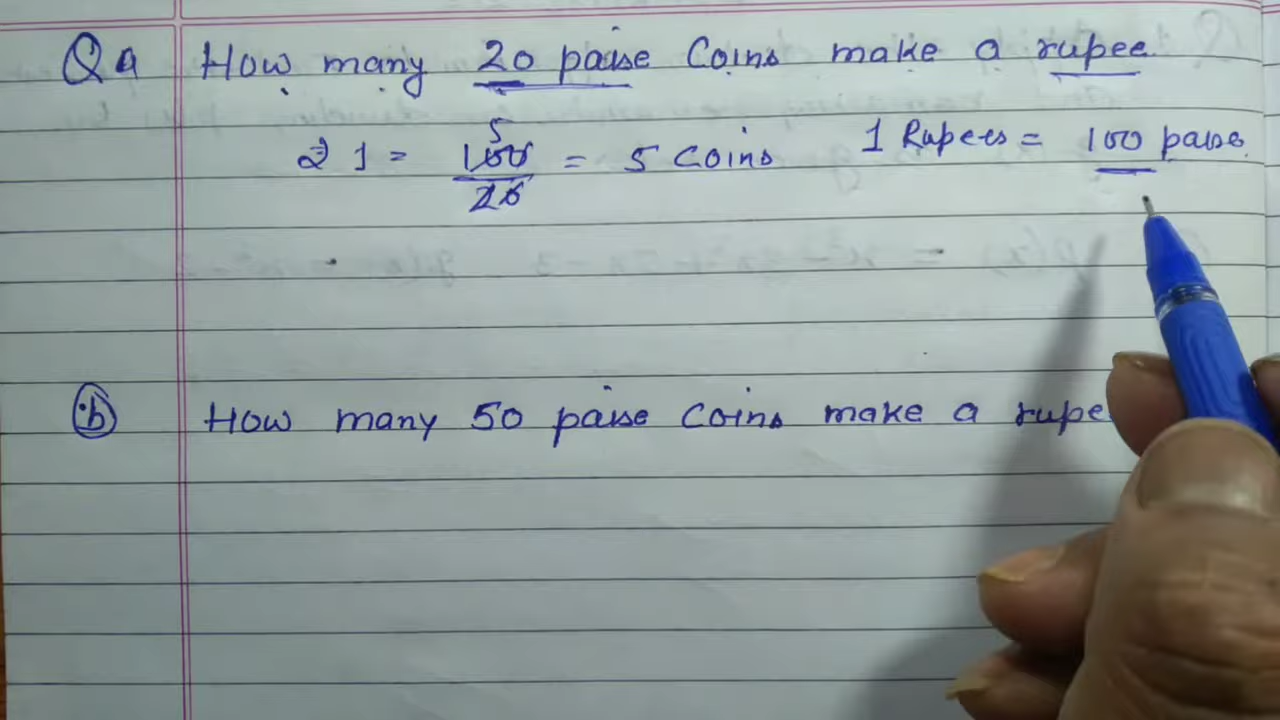 Q a How many 20 paise Coins make a rupee
₹ 1 = 100/20 = 5 Coins 1 Rupees = 100 paise
5
(b) How many 50 paise Coins make a rupe